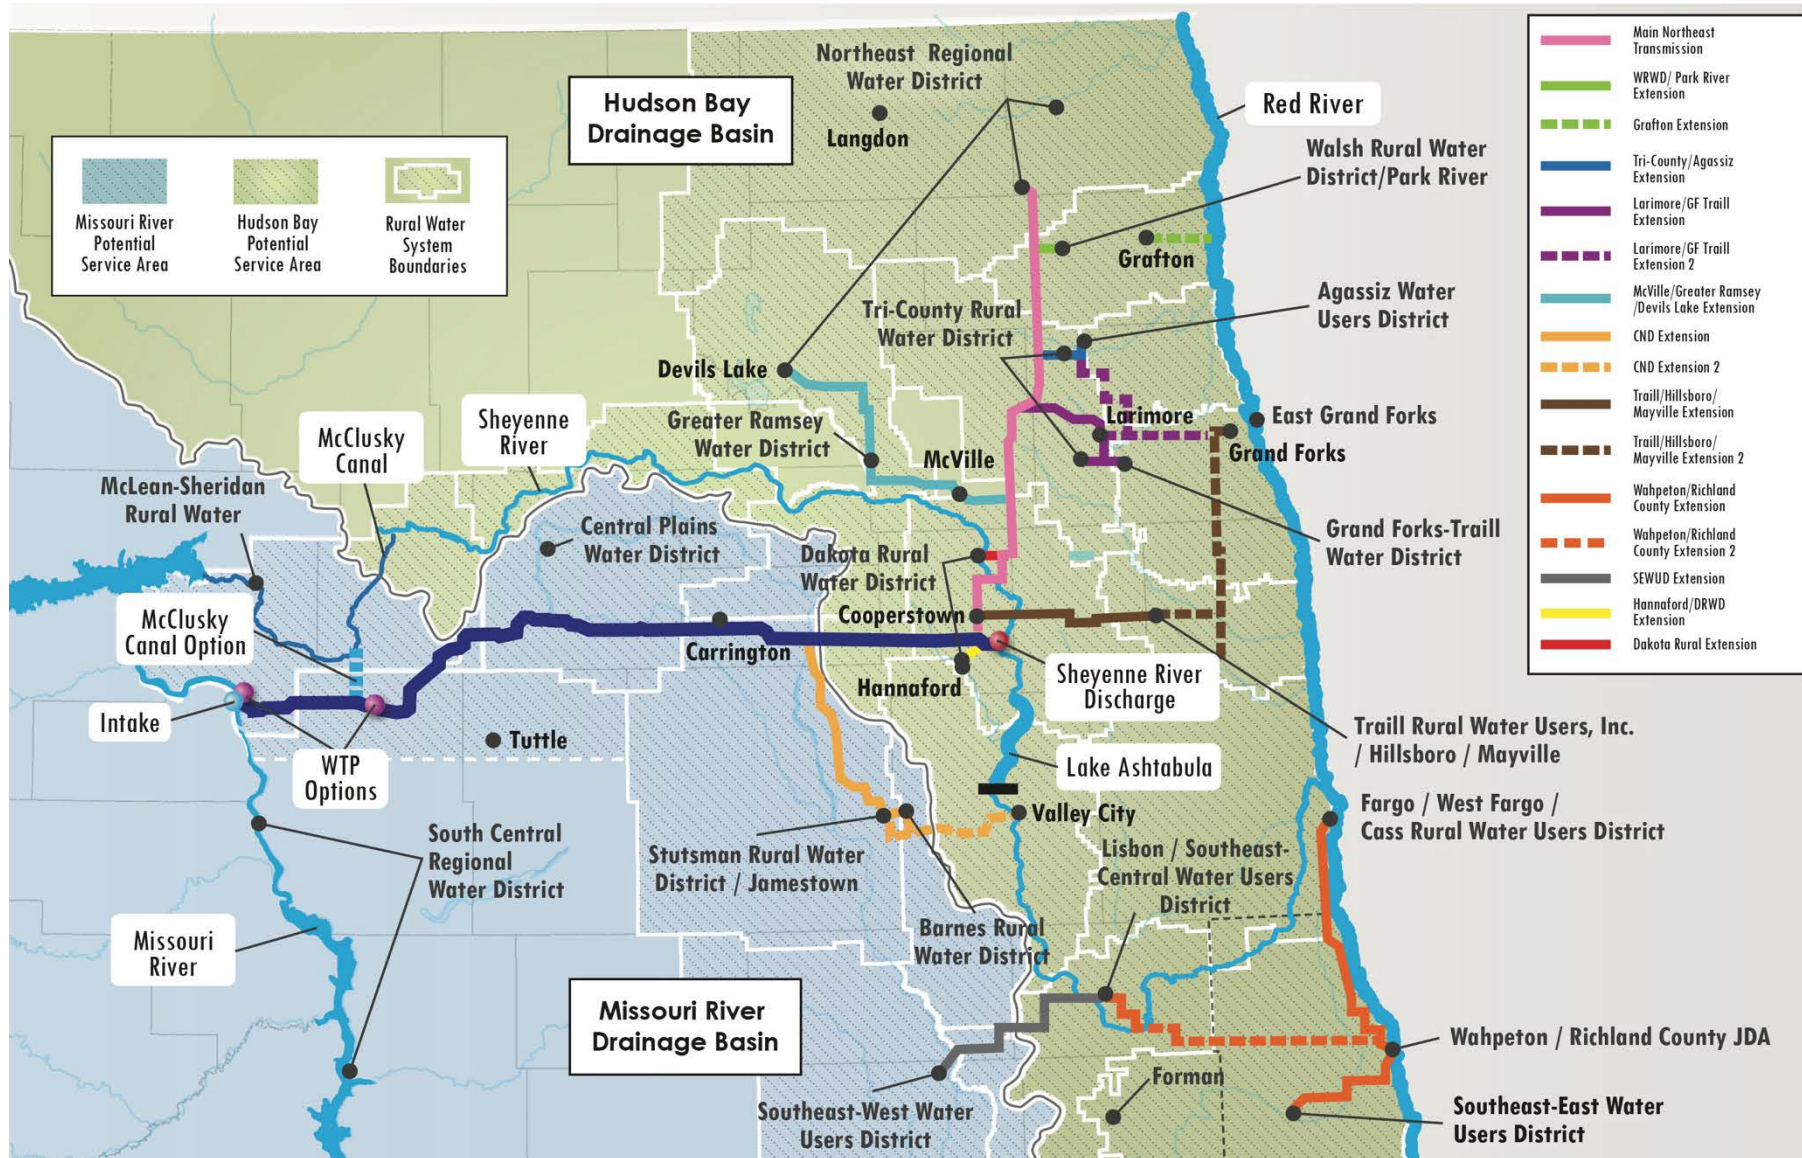 Northeast Regional
Water District
Hudson Bay
Drainage Basin
Langdon
Red River
Missouri River
Potential
Service Area
Hudson Bay
Potential
Service Area
Rural Water
System
Boundaries
Walsh Rural Water
District/Park River
Grafton
Agassiz Water
Users District
Tri-County Rural
Water District
Devils Lake
Greater Ramsey
Water District
McVille
Larimore
East Grand Forks
Grand Forks
Sheyenne
River
McClusky
Canal
McLean-Sheridan
Rural Water
Central Plains
Water District
Dakota Rural
Water District
Grand Forks-Traill
Water District
McClusky
Canal Option
Cooperstown
Carrington
Hannaford
Sheyenne River
Discharge
Intake
WTP
Options
Tuttle
Traill Rural Water Users, Inc.
/ Hillsboro / Mayville
Lake Ashtabula
Valley City
Fargo / West Fargo /
Cass Rural Water Users District
South Central
Regional
Water District
Stutsman Rural Water
District / Jamestown
Lisbon / Southeast-
Central Water Users
District
Barnes Rural
Water District
Missouri
River
Missouri River
Drainage Basin
Wahpeton / Richland County JDA
Forman
Southeast-West Water
Users District
Southeast-East Water
Users District
Main Northeast
Transmission
WRWD/ Park River
Extension
Grafton Extension
Tri-County/Agassiz
Extension
Larimore/GF Traill
Extension
Larimore/GF Traill
Extension 2
McVille/Greater Ramsey
/Devils Lake Extension
CND Extension
CND Extension 2
Traill/Hillsboro/
Mayville Extension
Traill/Hillsboro/
Mayville Extension 2
Wahpeton/Richland
County Extension
Wahpeton/Richland
County Extension 2
SEWUD Extension
Hannaford/DRWD
Extension
Dakota Rural Extension